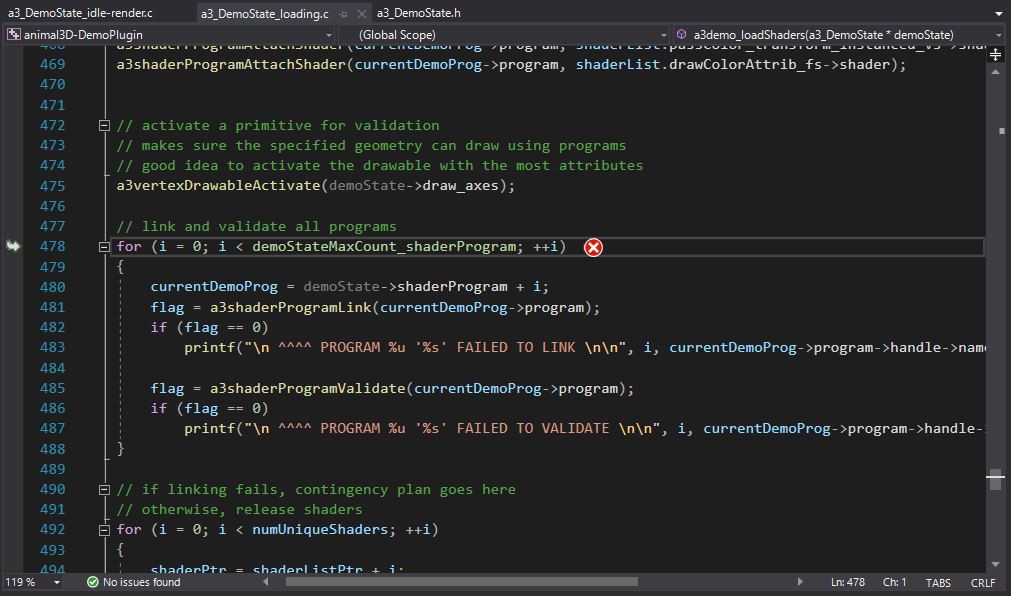 a3_DemoState_idle-render.c a3_DemoState_loading.c a3_DemoState.h
animal3D-DemoPlugin (Global Scope) a3demo_loadShaders(a3_DemoState * demoState)
a3shaderProgramAttachShader(currentDemoProg->program, shaderList.passColor_transform_instanced_vs->shad
469 a3shaderProgramAttachShader(currentDemoProg->program, shaderList.drawColorAttrib_fs->shader);
470
471
472 // activate a primitive for validation
473 // makes sure the specified geometry can draw using programs
474 // good idea to activate the drawable with the most attributes
475 a3vertexDrawableActivate(demoState->draw_axes);
476
477 // link and validate all programs
478 for (i = 0; i < demoStateMaxCount_shaderProgram; ++i)
479 {
480 currentDemoProg = demoState->shaderProgram + i;
481 flag = a3shaderProgramLink(currentDemoProg->program);
482 if (flag == 0)
483 printf("\n ^^^^ PROGRAM %u '%s' FAILED TO LINK \n\n", i, currentDemoProg->program->handle->name
484
485 flag = a3shaderProgramValidate(currentDemoProg->program);
486 if (flag == 0)
487 printf("\n ^^^^ PROGRAM %u '%s' FAILED TO VALIDATE \n\n", i, currentDemoProg->program->handle-
488 }
489
490 // if linking fails, contingency plan goes here
491 // otherwise, release shaders
492 for (i = 0; i < numUniqueShaders; ++i)
493 {
494 shaderPtr = shaderListPtr + i;
119 % No issues found Ln: 478 Ch: 1 TABS CRLF